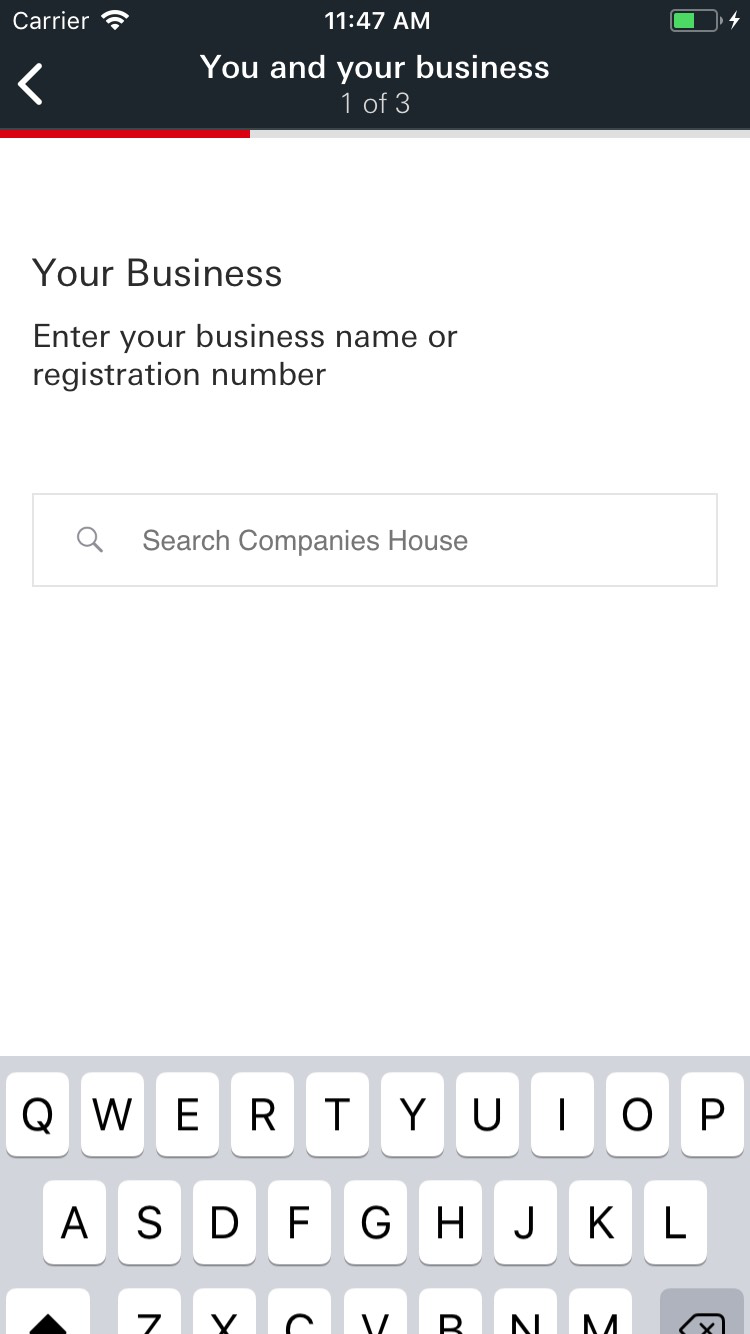 Carrier 11:47 AM
You and your business
1 of 3
Your Business
Enter your business name or
registration number
Search Companies House
Q W E R T Y U I O P
A S D F G H J K L
Z X C V B N M